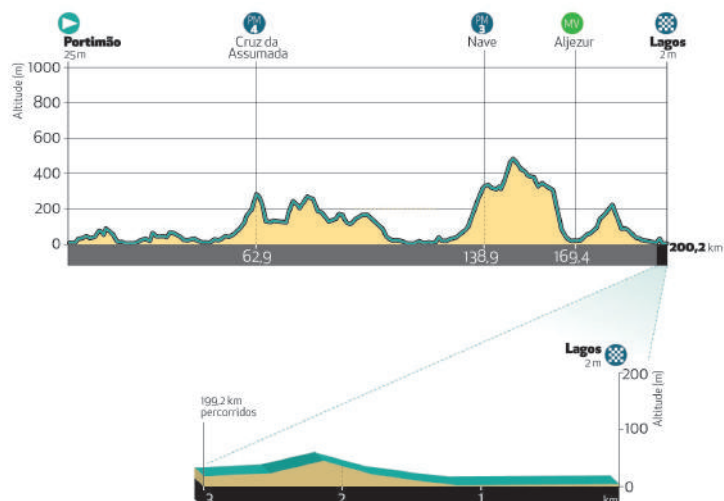 PM
4
PM
3
MV
Portimão
25 m
Cruz da
Assumada
Nave
Aljezur
Lagos
2 m
Altitude (m)
1000
800
600
400
200
0
62,9
138,9
169,4
200,2 km
Lagos
2 m
199,2 km
percorridos
200
100
0
Altitude (m)
3
2
1
km